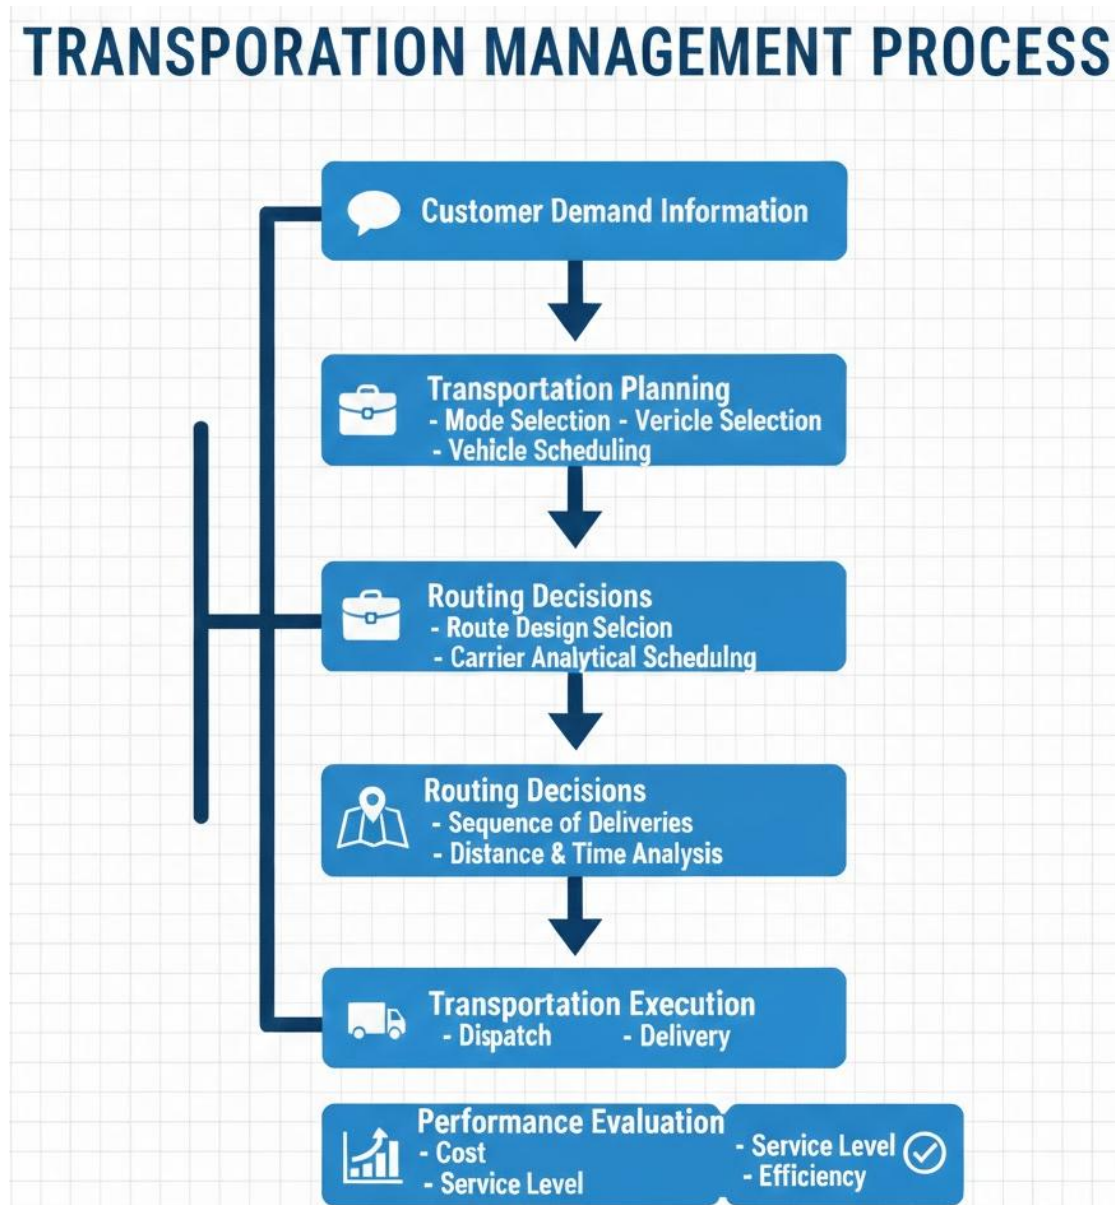 TRANSPORATION MANAGEMENT PROCESS
Customer Demand Information
Transportation Planning
- Mode Selection - Vericle Selection
- Vehicle Scheduling
Routing Decisions
- Route Design Selcion
- Carrier Analytical Schedulng
Routing Decisions
- Sequence of Deliveries
- Distance & Time Analysis
Transportation Execution
- Dispatch - Delivery
Performance Evaluation
- Cost
- Service Level
- Service Level
- Efficiency